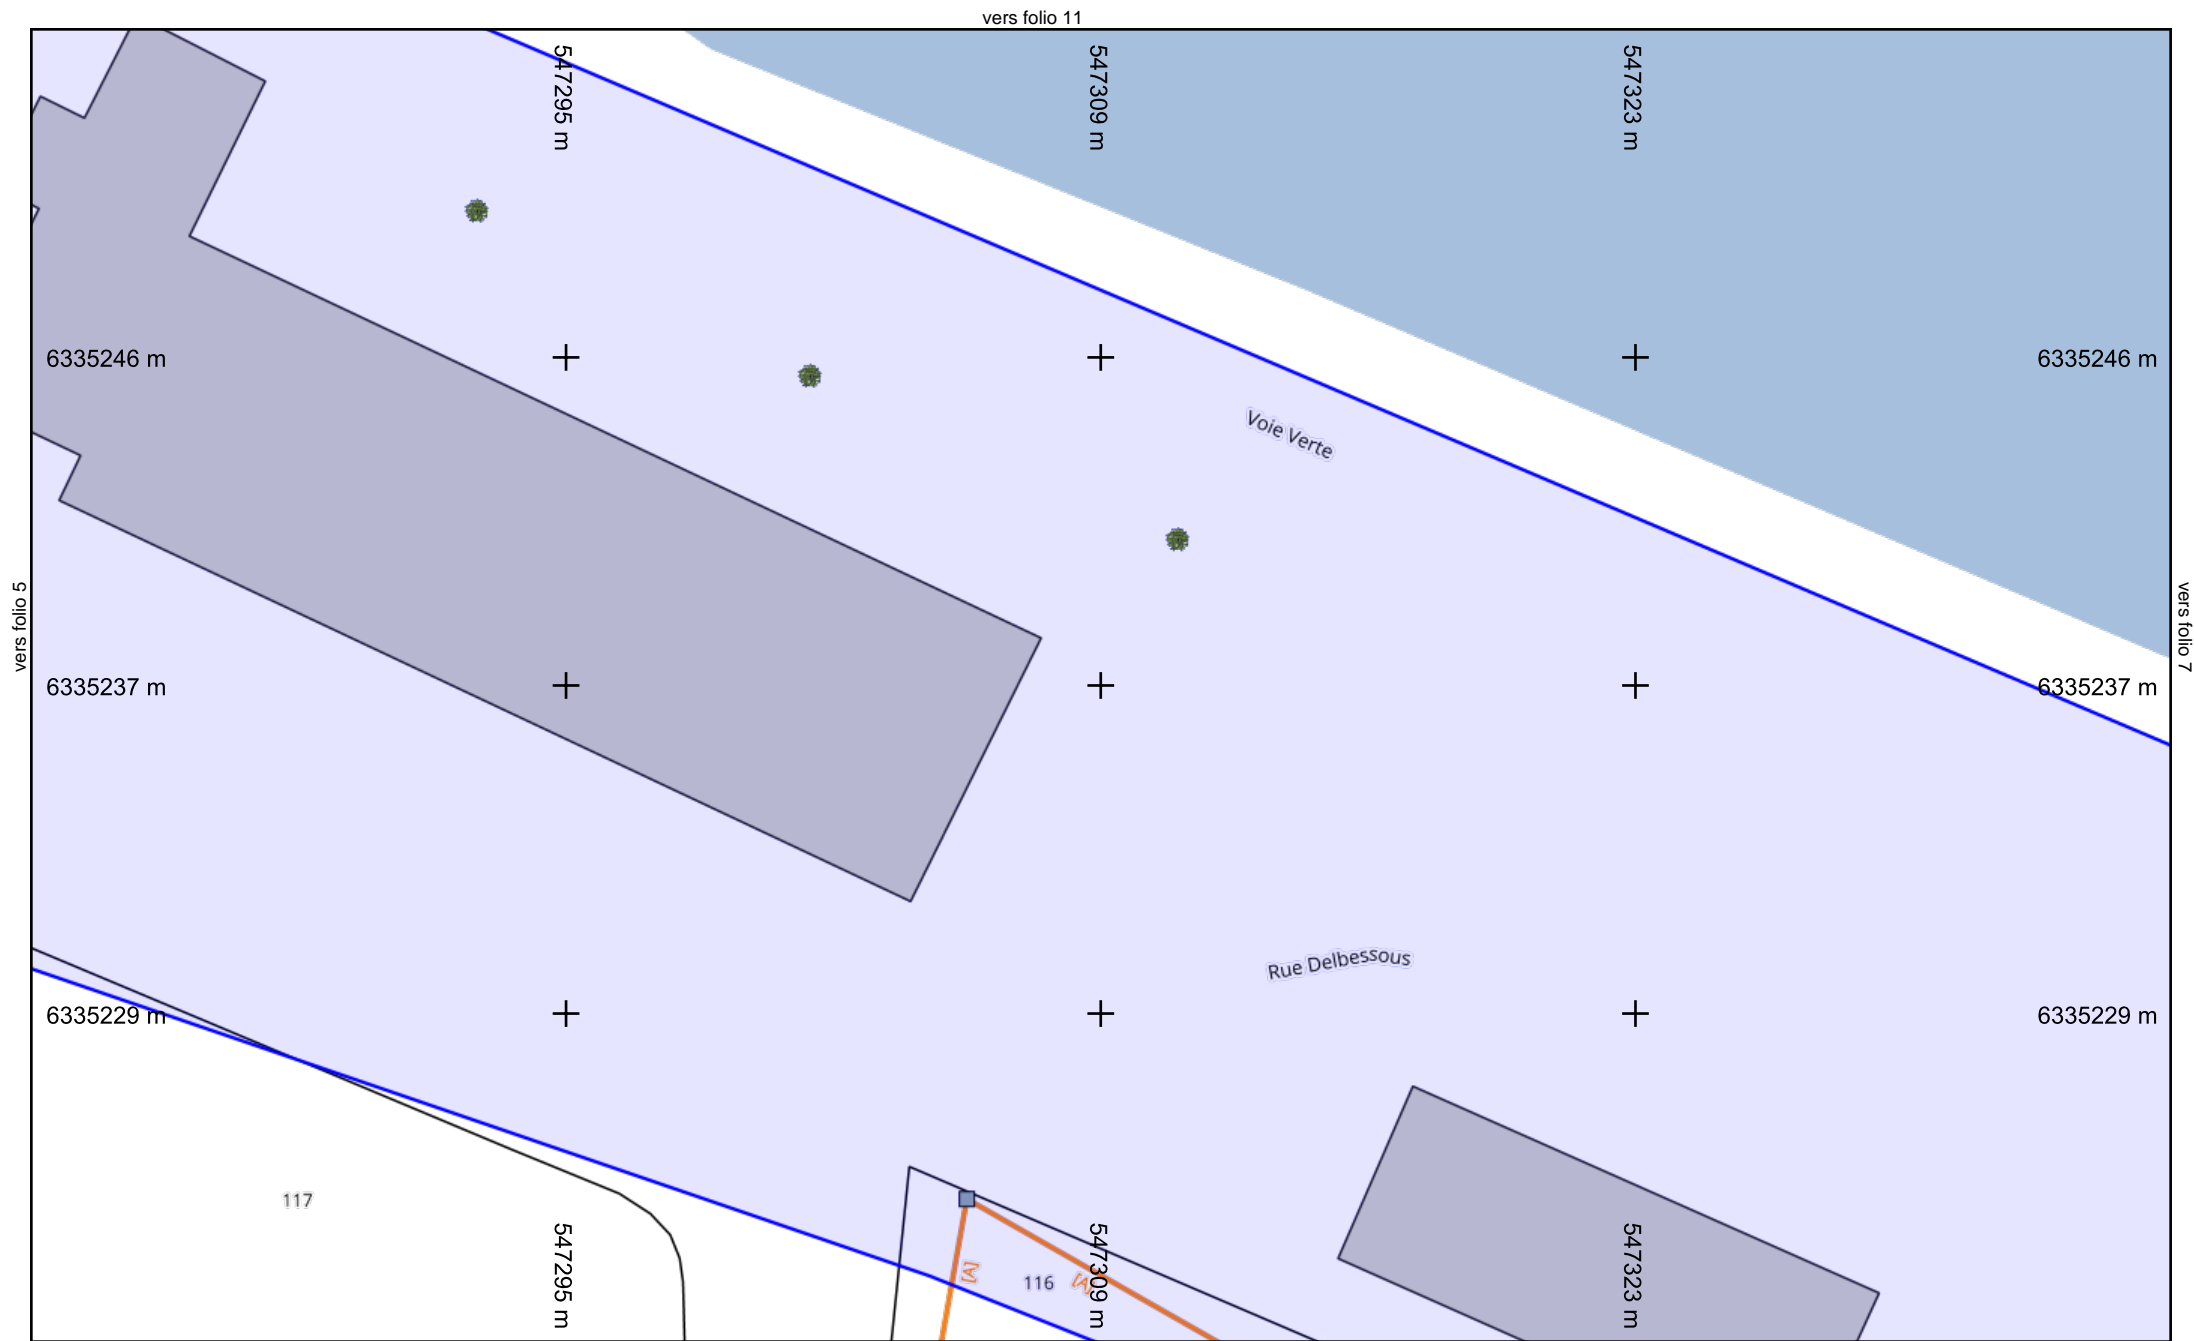 vers folio 11
547295 m
547309 m
547323 m
6335246 m
6335246 m
Voie Verte
vers folio 5
vers folio 7
6335237 m
6335237 m
Rue Delbessous
6335229 m
6335229 m
117
547295 m
[A]
116
[A]
547309 m
547323 m